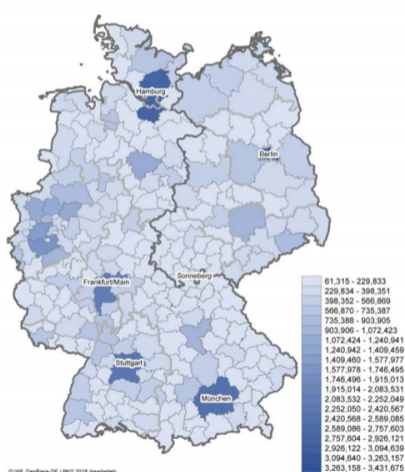 Hamburg
Berlin
Sonneberg
Frankfurt/Main
Stuttgart
München
61,315 - 229,833
229,834 - 398,351
398,352 - 566,869
566,870 - 735,387
735,388 - 903,905
903,906 - 1,072,423
1,072,424 - 1,240,941
1,240,942 - 1,409,459
1,409,460 - 1,577,977
1,577,978 - 1,746,495
1,746,496 - 1,915,013
1,915,014 - 2,083,531
2,083,532 - 2,252,049
2,252,050 - 2,420,567
2,420,568 - 2,589,085
2,589,086 - 2,757,603
2,757,604 - 2,926,121
2,926,122 - 3,094,639
3,094,640 - 3,263,157
3,263,158 - 3,431,675